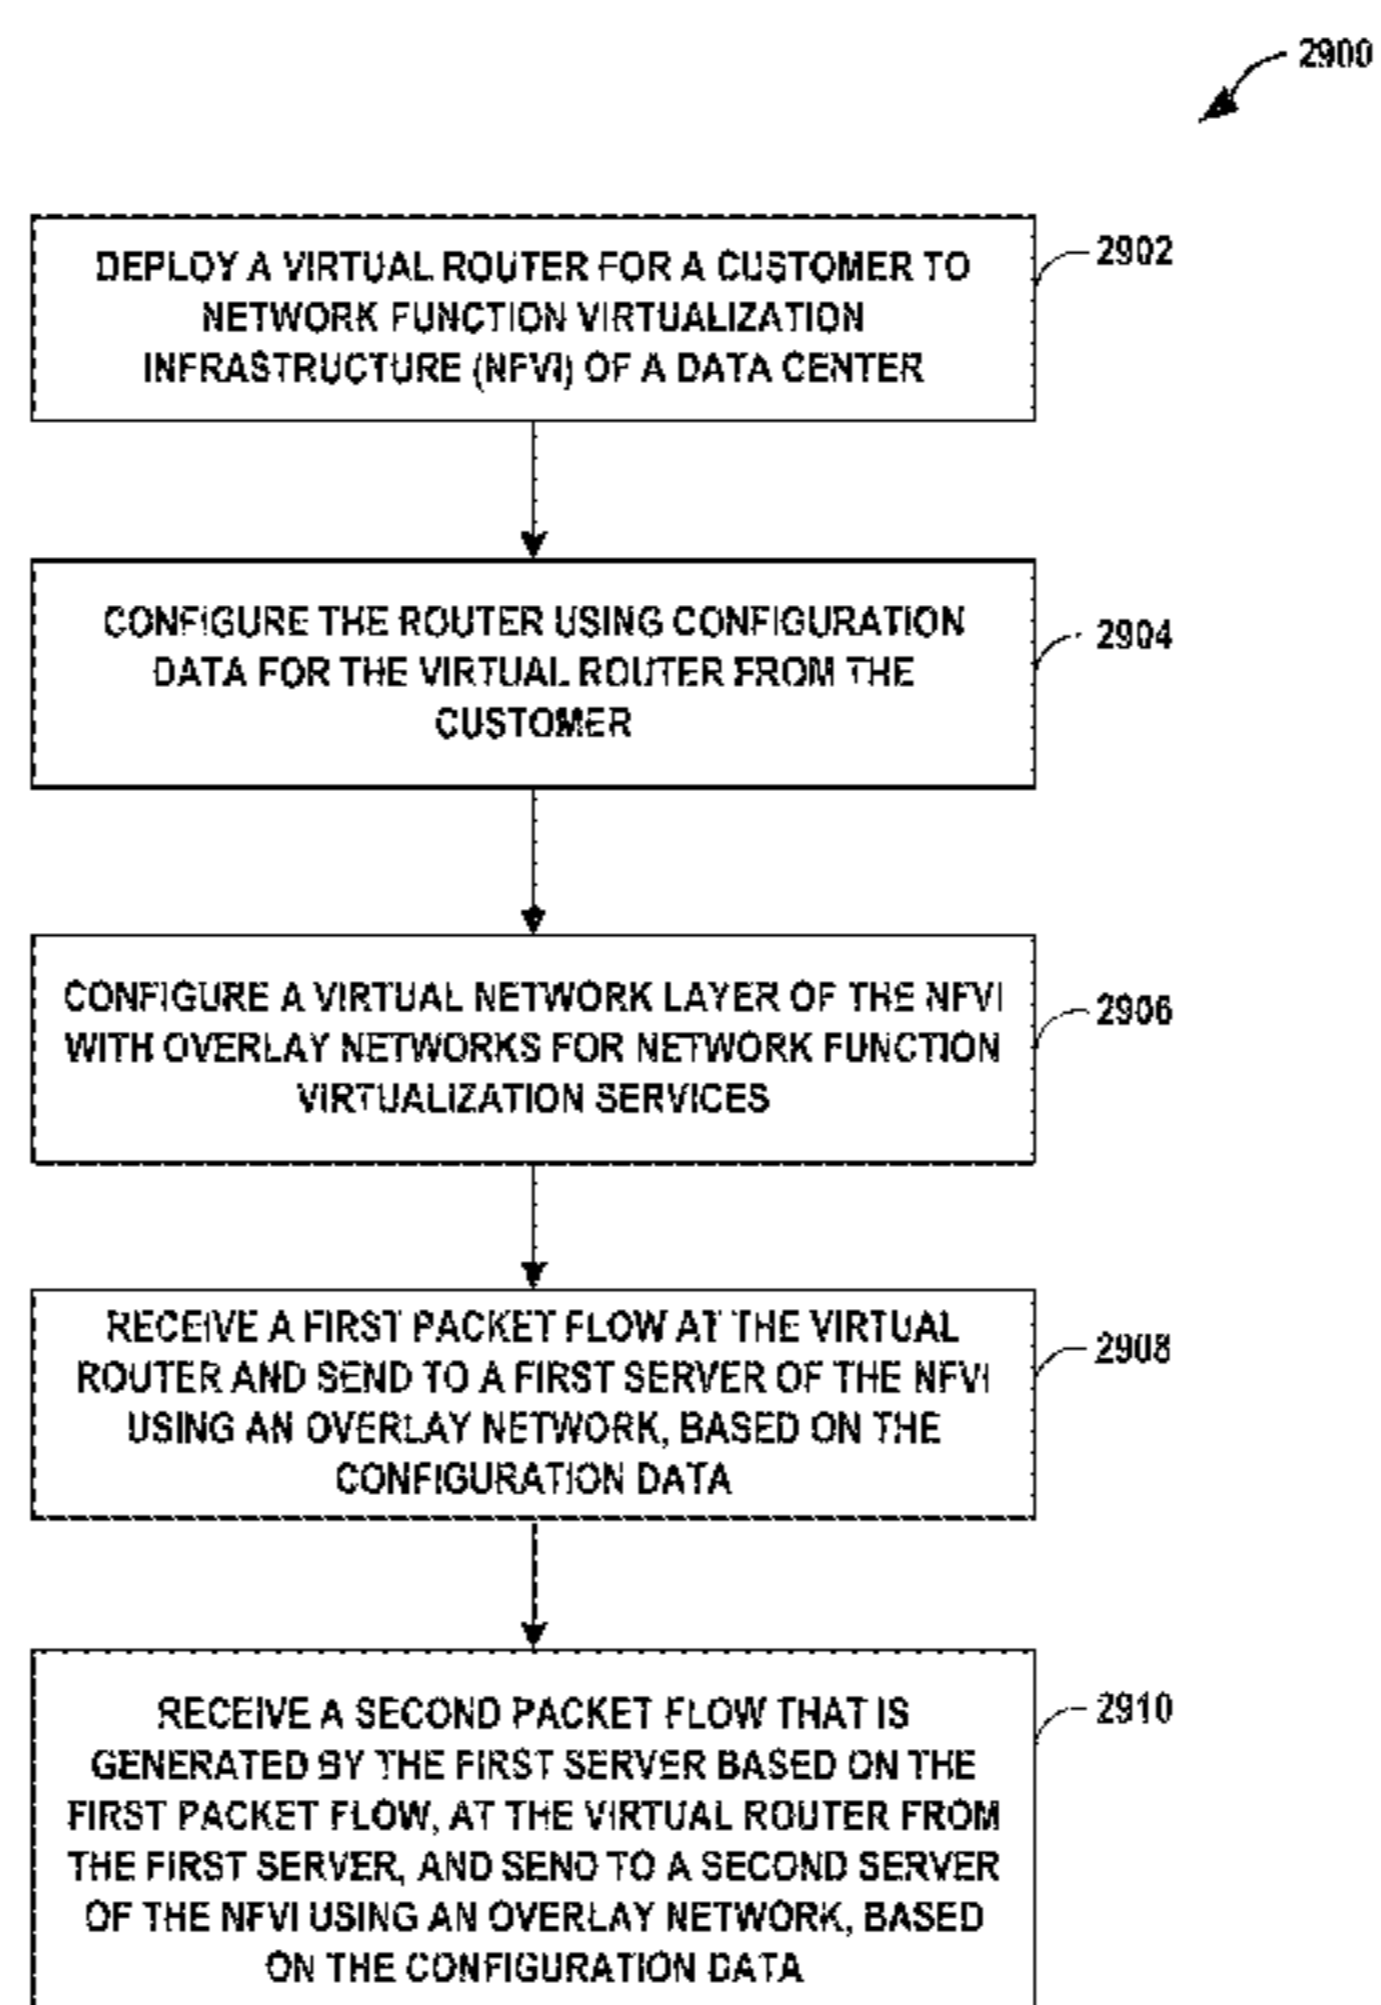 2900
DEPLOY A VIRTUAL ROUTER FOR A CUSTOMER TO
NETWORK FUNCTION VIRTUALIZATION
INFRASTRUCTURE (NFVI) OF A DATA CENTER
2902
CONFIGURE THE ROUTER USING CONFIGURATION
DATA FOR THE VIRTUAL ROUTER FROM THE
CUSTOMER
2904
CONFIGURE A VIRTUAL NETWORK LAYER OF THE NFVI
WITH OVERLAY NETWORKS FOR NETWORK FUNCTION
VIRTUALIZATION SERVICES
2906
RECEIVE A FIRST PACKET FLOW AT THE VIRTUAL
ROUTER AND SEND TO A FIRST SERVER OF THE NFVI
USING AN OVERLAY NETWORK, BASED ON THE
CONFIGURATION DATA
2908
RECEIVE A SECOND PACKET FLOW THAT IS
GENERATED BY THE FIRST SERVER BASED ON THE
FIRST PACKET FLOW, AT THE VIRTUAL ROUTER FROM
THE FIRST SERVER, AND SEND TO A SECOND SERVER
OF THE NFVI USING AN OVERLAY NETWORK, BASED
ON THE CONFIGURATION DATA
2910